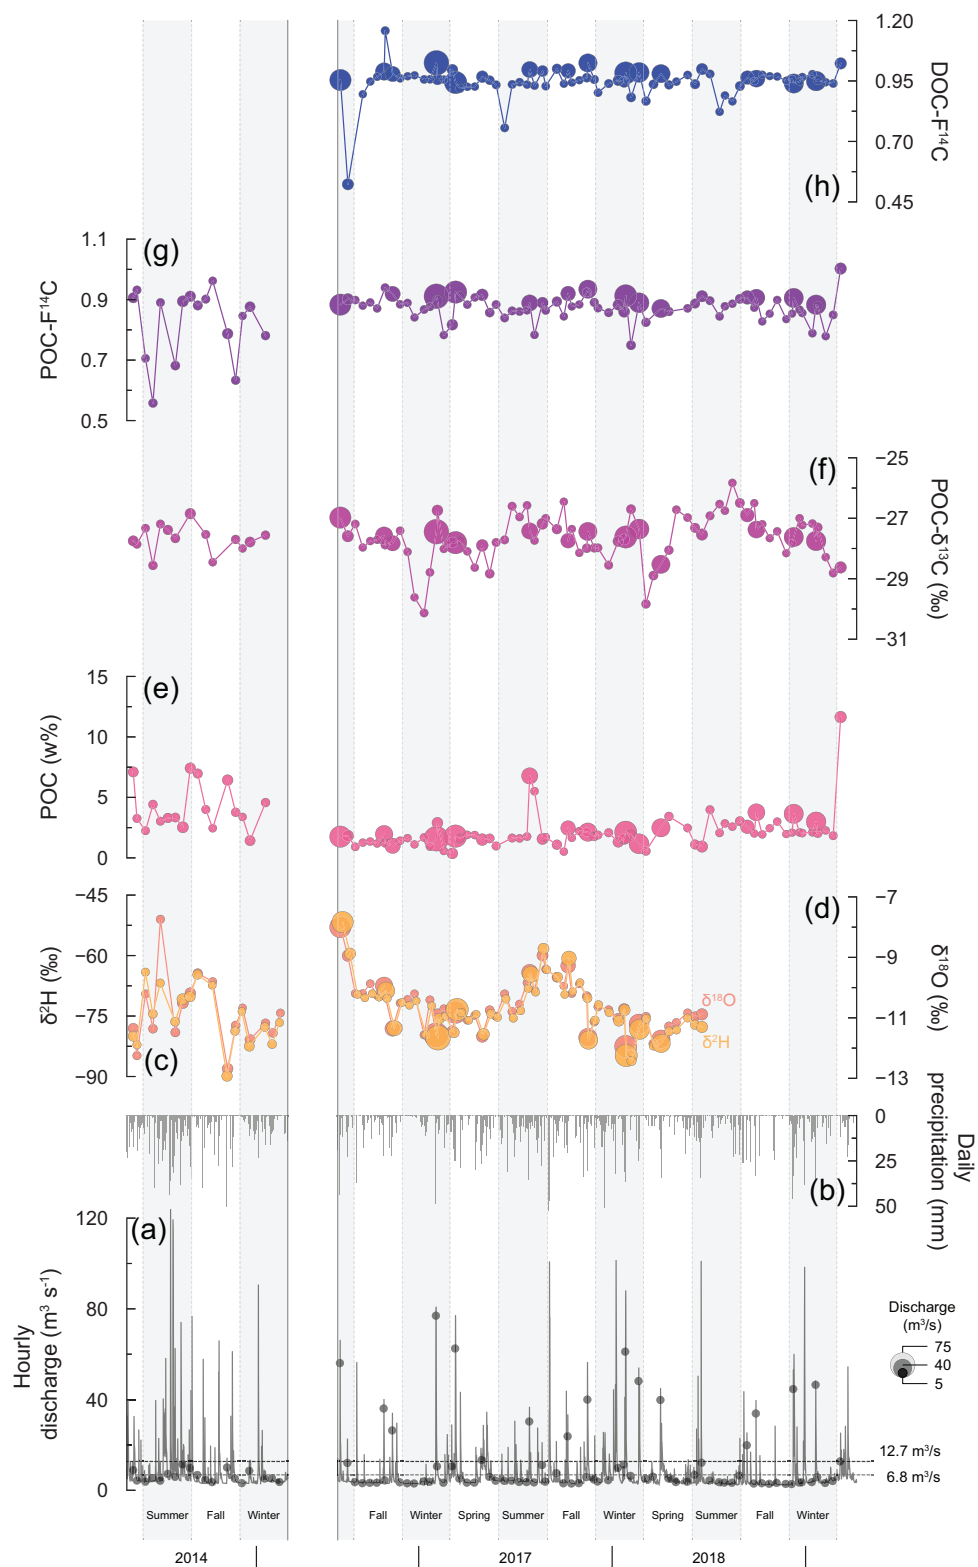 1.20
0.95
0.70
0.45
DOC-F¹⁴C
(h)
1.1
0.9
0.7
0.5
POC-F¹⁴C
(g)
−25
−27
−29
−31
POC-δ¹³C (‰)
(f)
15
10
5
0
POC (w%)
(e)
−45
−60
−75
−90
δ²H (‰)
(c)
(d)
−7
−9
−11
−13
δ¹⁸O (‰)
δ¹⁸O
δ²H
0
25
50
Daily
precipitation (mm)
(b)
120
80
40
0
Hourly
discharge (m³ s⁻¹)
(a)
Discharge
(m³/s)
75
40
5
12.7 m³/s
6.8 m³/s
Summer Fall Winter Fall Winter Spring Summer Fall Winter Spring Summer Fall Winter
2014 2017 2018